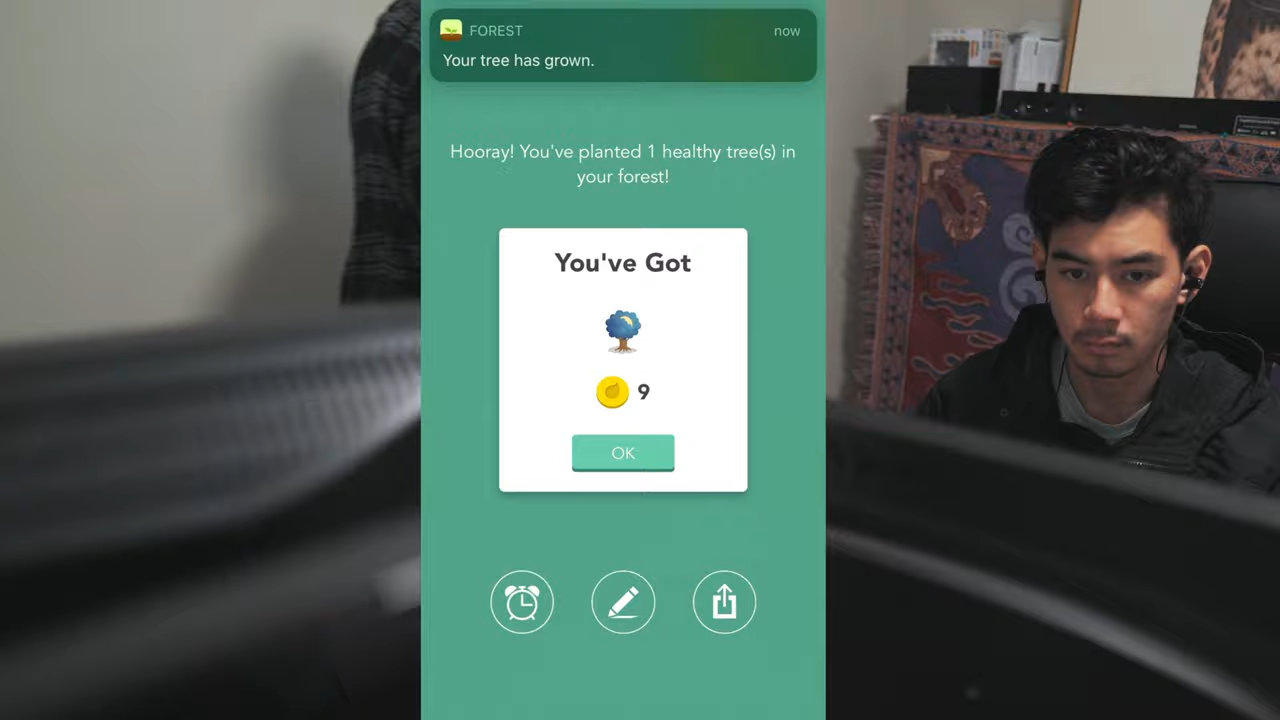 FOREST
now
Your tree has grown.
Hooray! You've planted 1 healthy tree(s) in
your forest!
You've Got
9
OK